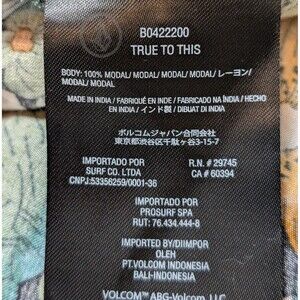 B0422200
TRUE TO THIS
BODY: 100% MODAL/ MODAL/ MODAL/ MODAL/ レーヨン/
MODAL/ MODAL
MADE IN INDIA / FABRIQUÉ EN INDE / FABRICADO NA ÍNDIA / HECHO
EN INDIA / インド製 / DIBUAT DI INDIA
ボルコムジャパン合同会社
東京都渋谷区千駄ヶ谷3-15-7
IMPORTADO POR
SURF CO. LTDA
CNPJ:53356259/0001-36
R.N. # 29745
CA # 60394
IMPORTADO POR
PROSURF SPA
RUT: 76.434.444-8
IMPORTED BY/DIIMPOR
OLEH
PT.VOLCOM INDONESIA
BALI-INDONESIA
VOLCOM™ ABG-Volcom, LLC